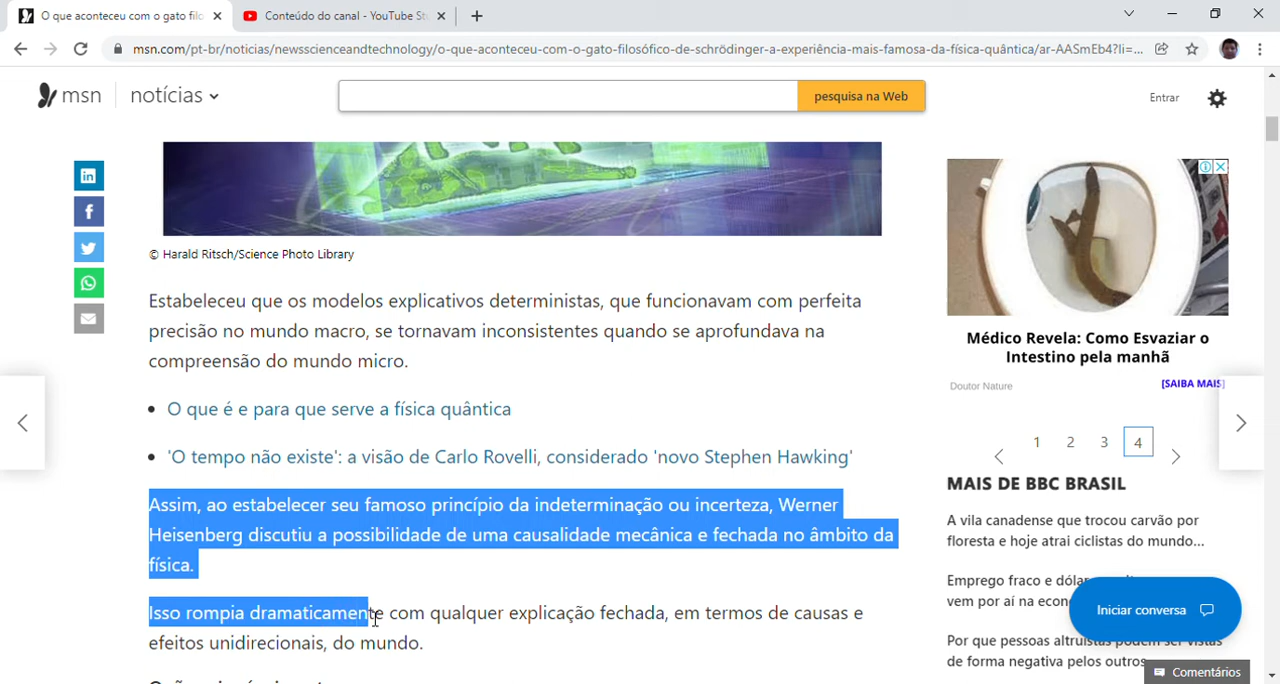 O que aconteceu com o gato filo
Conteúdo do canal - YouTube St
msn.com/pt-br/noticias/newsscienceandtechnology/o-que-aconteceu-com-o-gato-filosófico-de-schrödinger-a-experiência-mais-famosa-da-física-quântica/ar-AASmEb4?li=...
msn
notícias
pesquisa na Web
Entrar
© Harald Ritsch/Science Photo Library
Estabeleceu que os modelos explicativos deterministas, que funcionavam com perfeita
precisão no mundo macro, se tornavam inconsistentes quando se aprofundava na
compreensão do mundo micro.
• O que é e para que serve a física quântica
• 'O tempo não existe': a visão de Carlo Rovelli, considerado 'novo Stephen Hawking'
Assim, ao estabelecer seu famoso princípio da indeterminação ou incerteza, Werner
Heisenberg discutiu a possibilidade de uma causalidade mecânica e fechada no âmbito da
física.
Isso rompia dramaticamente com qualquer explicação fechada, em termos de causas e
efeitos unidirecionais, do mundo.
Médico Revela: Como Esvaziar o
Intestino pela manhã
Doutor Nature
[SAIBA MAIS]
1 2 3 4
MAIS DE BBC BRASIL
A vila canadense que trocou carvão por
floresta e hoje atrai ciclistas do mundo...
Emprego fraco e dóla
vem por aí na econ
Iniciar conversa
Por que pessoas altruístas podem ser vistas
de forma negativa pelos outros
Comentários